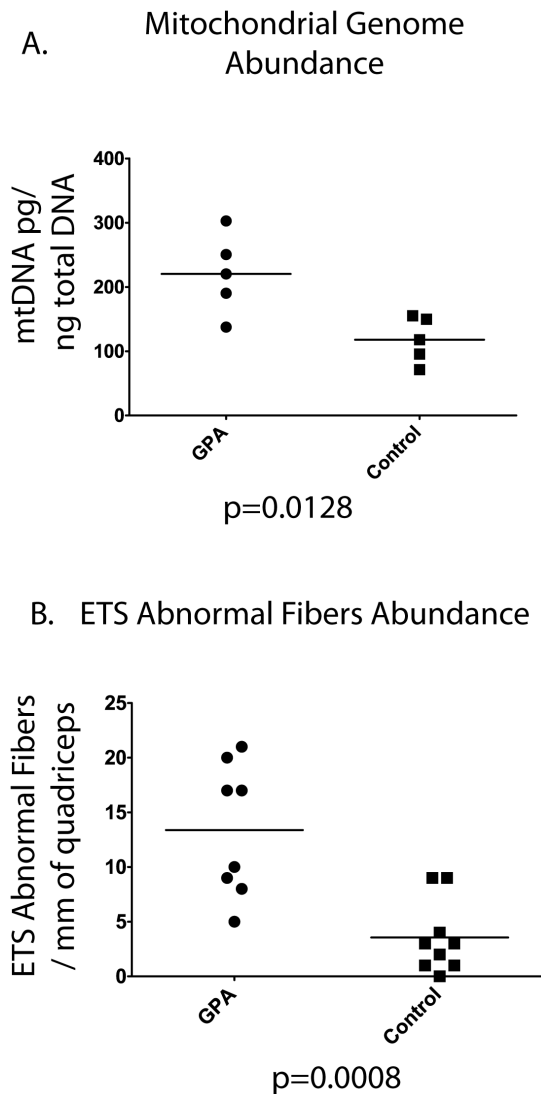 A.
Mitochondrial Genome
Abundance
mtDNA pg/
ng total DNA
400
300
200
100
0
GPA
Control
p=0.0128
B. ETS Abnormal Fibers Abundance
ETS Abnormal Fibers
/ mm of quadriceps
25
20
15
10
5
0
GPA
Control
p=0.0008